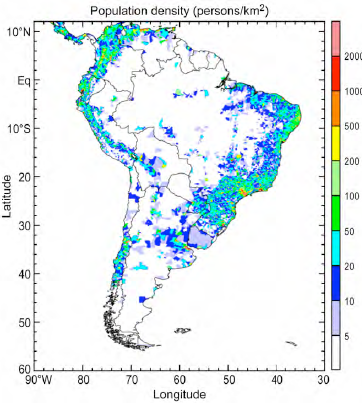 Population density (persons/km2)
10°N
Eq
10°S
20
30
40
50
60
90°W 80 70 60 50 40 30
Longitude
Latitude
2000
1000
500
200
100
50
20
10
5